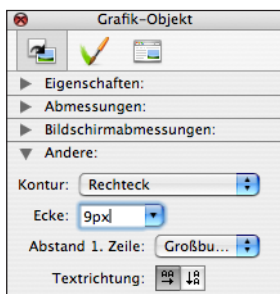 Grafik-Objekt
Eigenschaften:
Abmessungen:
Bildschirmabmessungen:
Andere:
Kontur: Rechteck
Ecke: 9px
Abstand 1. Zeile: Großbu...
Textrichtung: